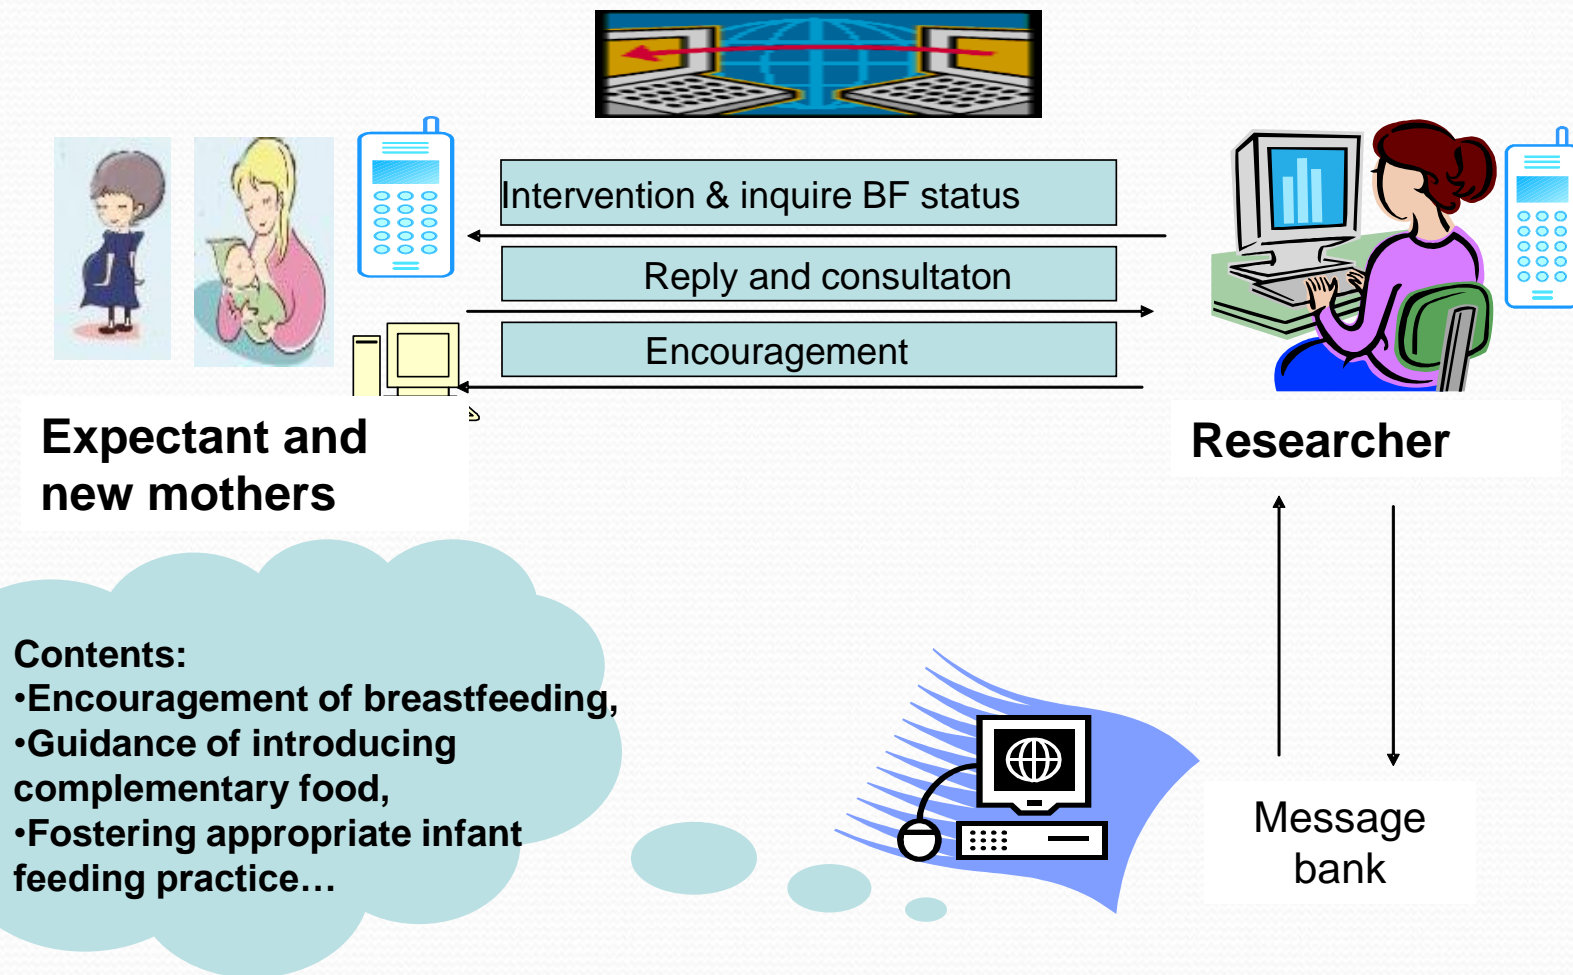 Intervention & inquire BF status
Reply and consultaton
Encouragement
Expectant and
new mothers
Researcher
Contents:
•Encouragement of breastfeeding,
•Guidance of introducing
complementary food,
•Fostering appropriate infant
feeding practice…
Message
bank